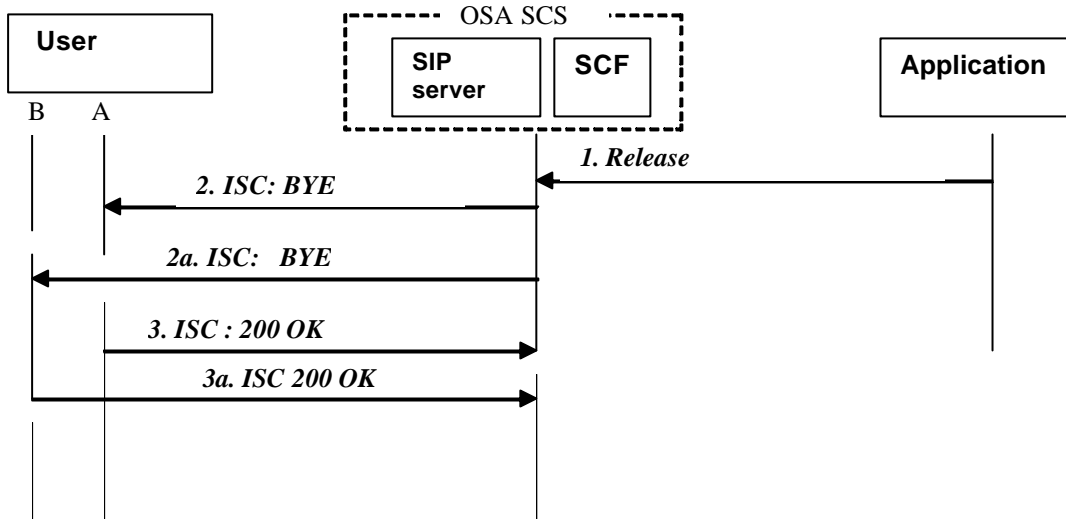 OSA SCS
User
SIP
server
SCF
Application
B A
1. Release
2. ISC: BYE
2a. ISC: BYE
3. ISC : 200 OK
3a. ISC 200 OK